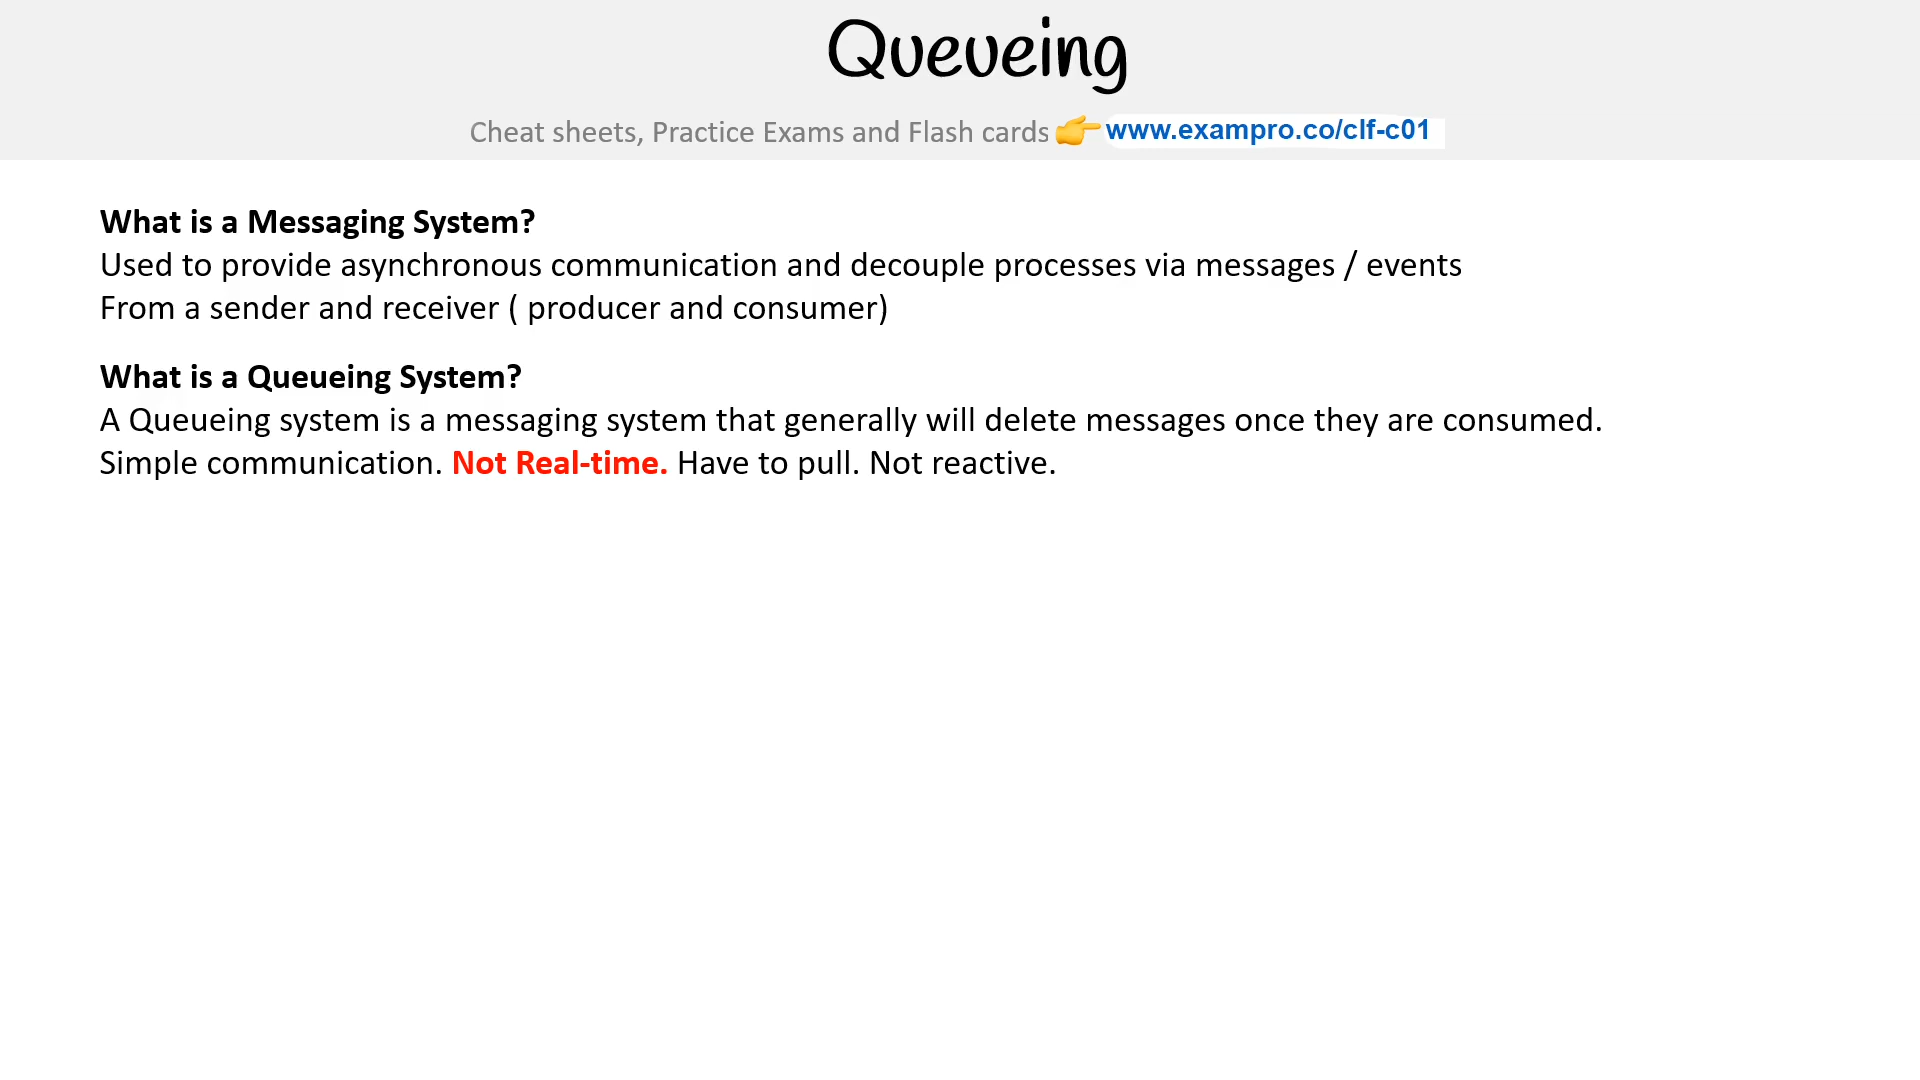 Queueing
Cheat sheets, Practice Exams and Flash cards 👉 www.exampro.co/clf-c01
What is a Messaging System?
Used to provide asynchronous communication and decouple processes via messages / events
From a sender and receiver ( producer and consumer)
What is a Queueing System?
A Queueing system is a messaging system that generally will delete messages once they are consumed.
Simple communication. Not Real-time. Have to pull. Not reactive.